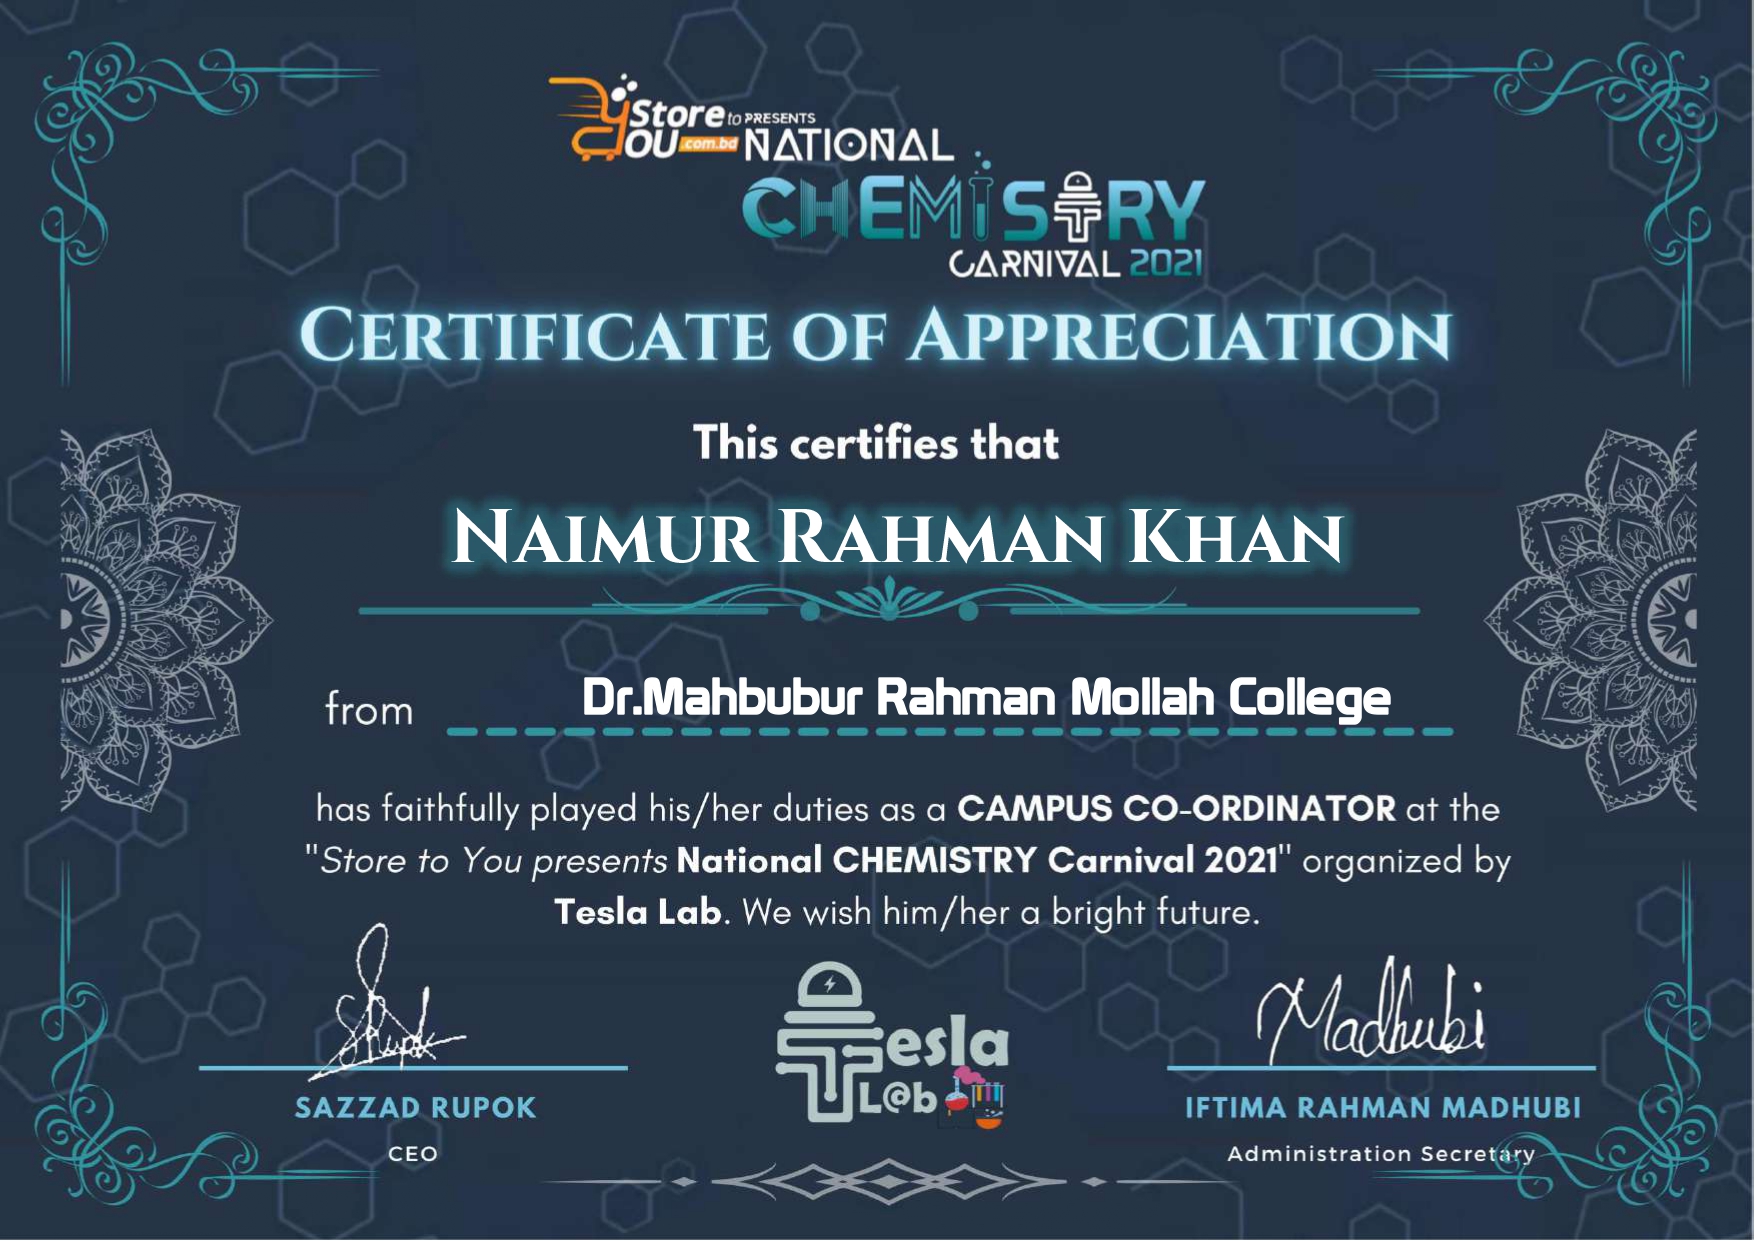 Store to PRESENTS
YOU .com.bd NATIONAL
CHEMISTRY
CARNIVAL 2021
CERTIFICATE OF APPRECIATION
This certifies that
NAIMUR RAHMAN KHAN
from Dr.Mahbubur Rahman Mollah College
has faithfully played his/her duties as a CAMPUS CO-ORDINATOR at the
"Store to You presents National CHEMISTRY Carnival 2021" organized by
Tesla Lab. We wish him/her a bright future.
Rupok
Madhubi
Tesla
L@b
SAZZAD RUPOK
CEO
IFTIMA RAHMAN MADHUBI
Administration Secretary